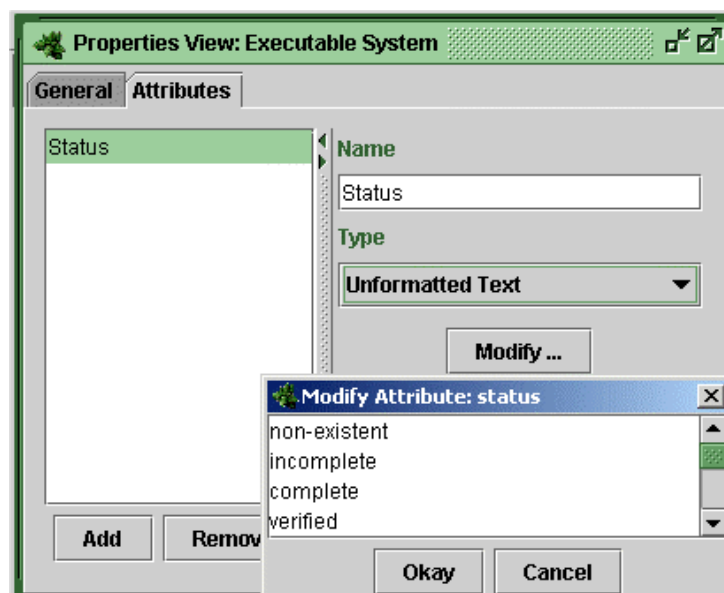 Properties View: Executable System
General Attributes
Status
Name
Status
Type
Unformatted Text
Modify ...
Modify Attribute: status
non-existent
incomplete
complete
verified
Add Remov
Okay Cancel